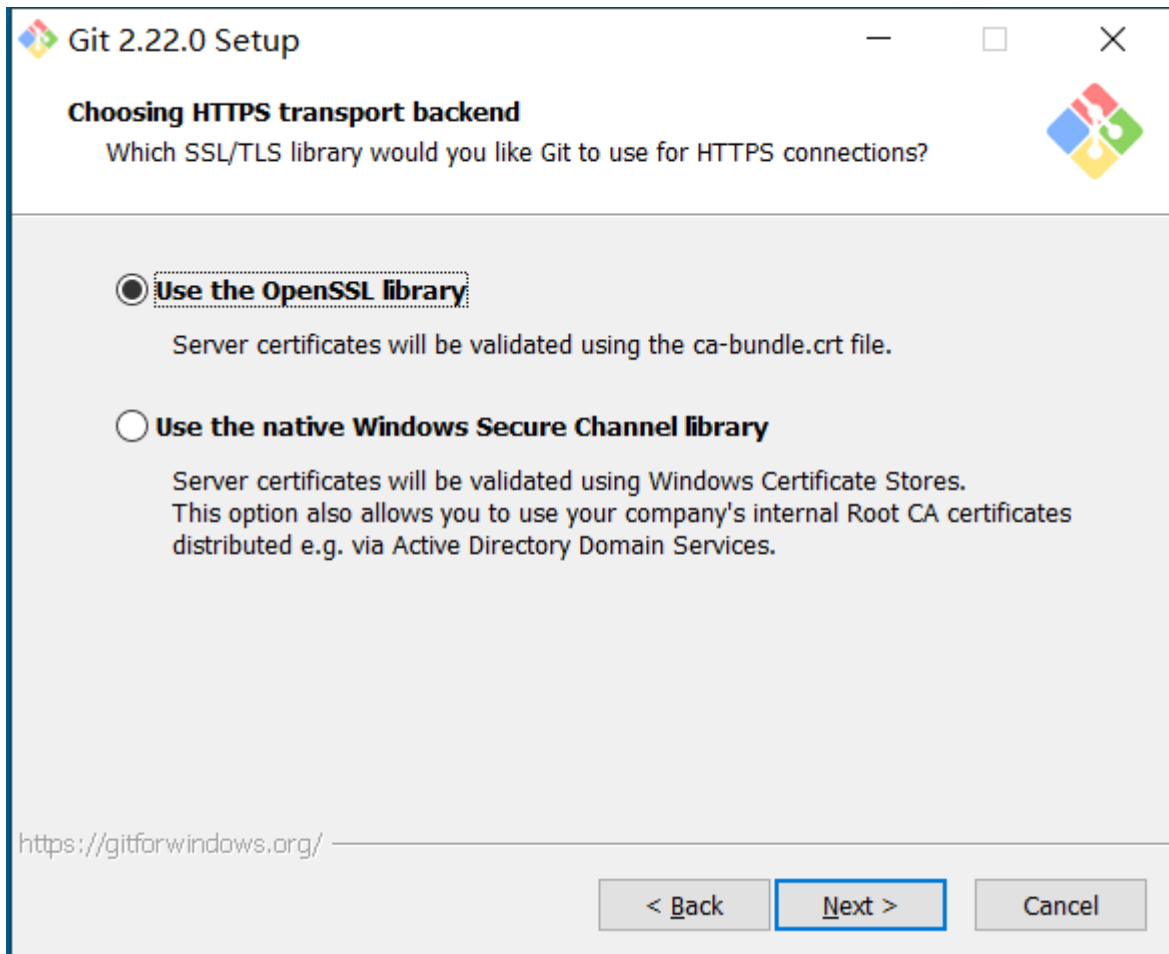 Git 2.22.0 Setup
Choosing HTTPS transport backend
Which SSL/TLS library would you like Git to use for HTTPS connections?
Use the OpenSSL library
Server certificates will be validated using the ca-bundle.crt file.
Use the native Windows Secure Channel library
Server certificates will be validated using Windows Certificate Stores.
This option also allows you to use your company's internal Root CA certificates
distributed e.g. via Active Directory Domain Services.
https://gitforwindows.org/
< Back Next > Cancel